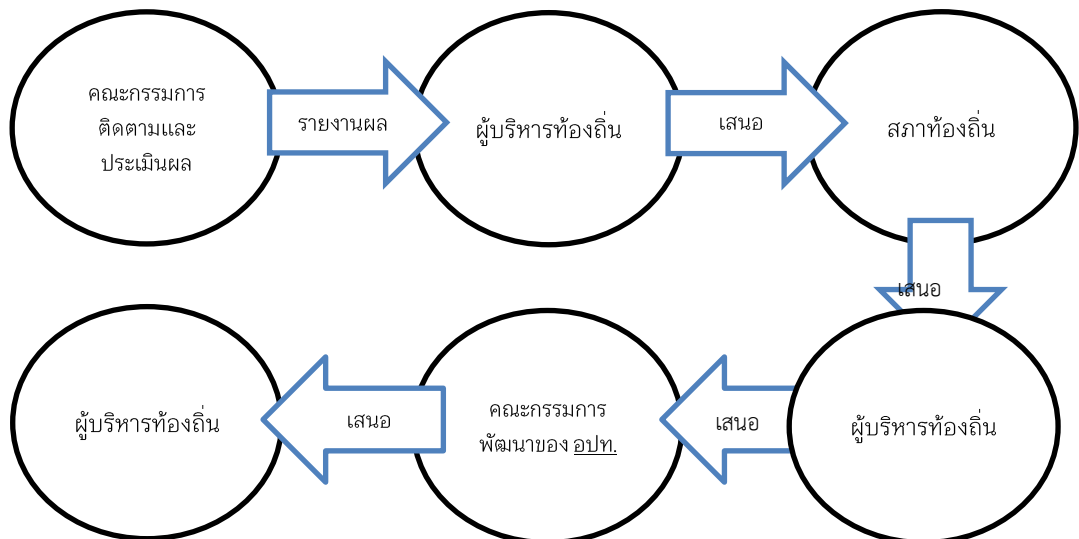 คณะกรรมการ
ติดตามและ
ประเมินผล
รายงานผล
ผู้บริหารท้องถิ่น
เสนอ
สภาท้องถิ่น
เสนอ
ผู้บริหารท้องถิ่น
เสนอ
คณะกรรมการ
พัฒนาของ อปท.
เสนอ
ผู้บริหารท้องถิ่น